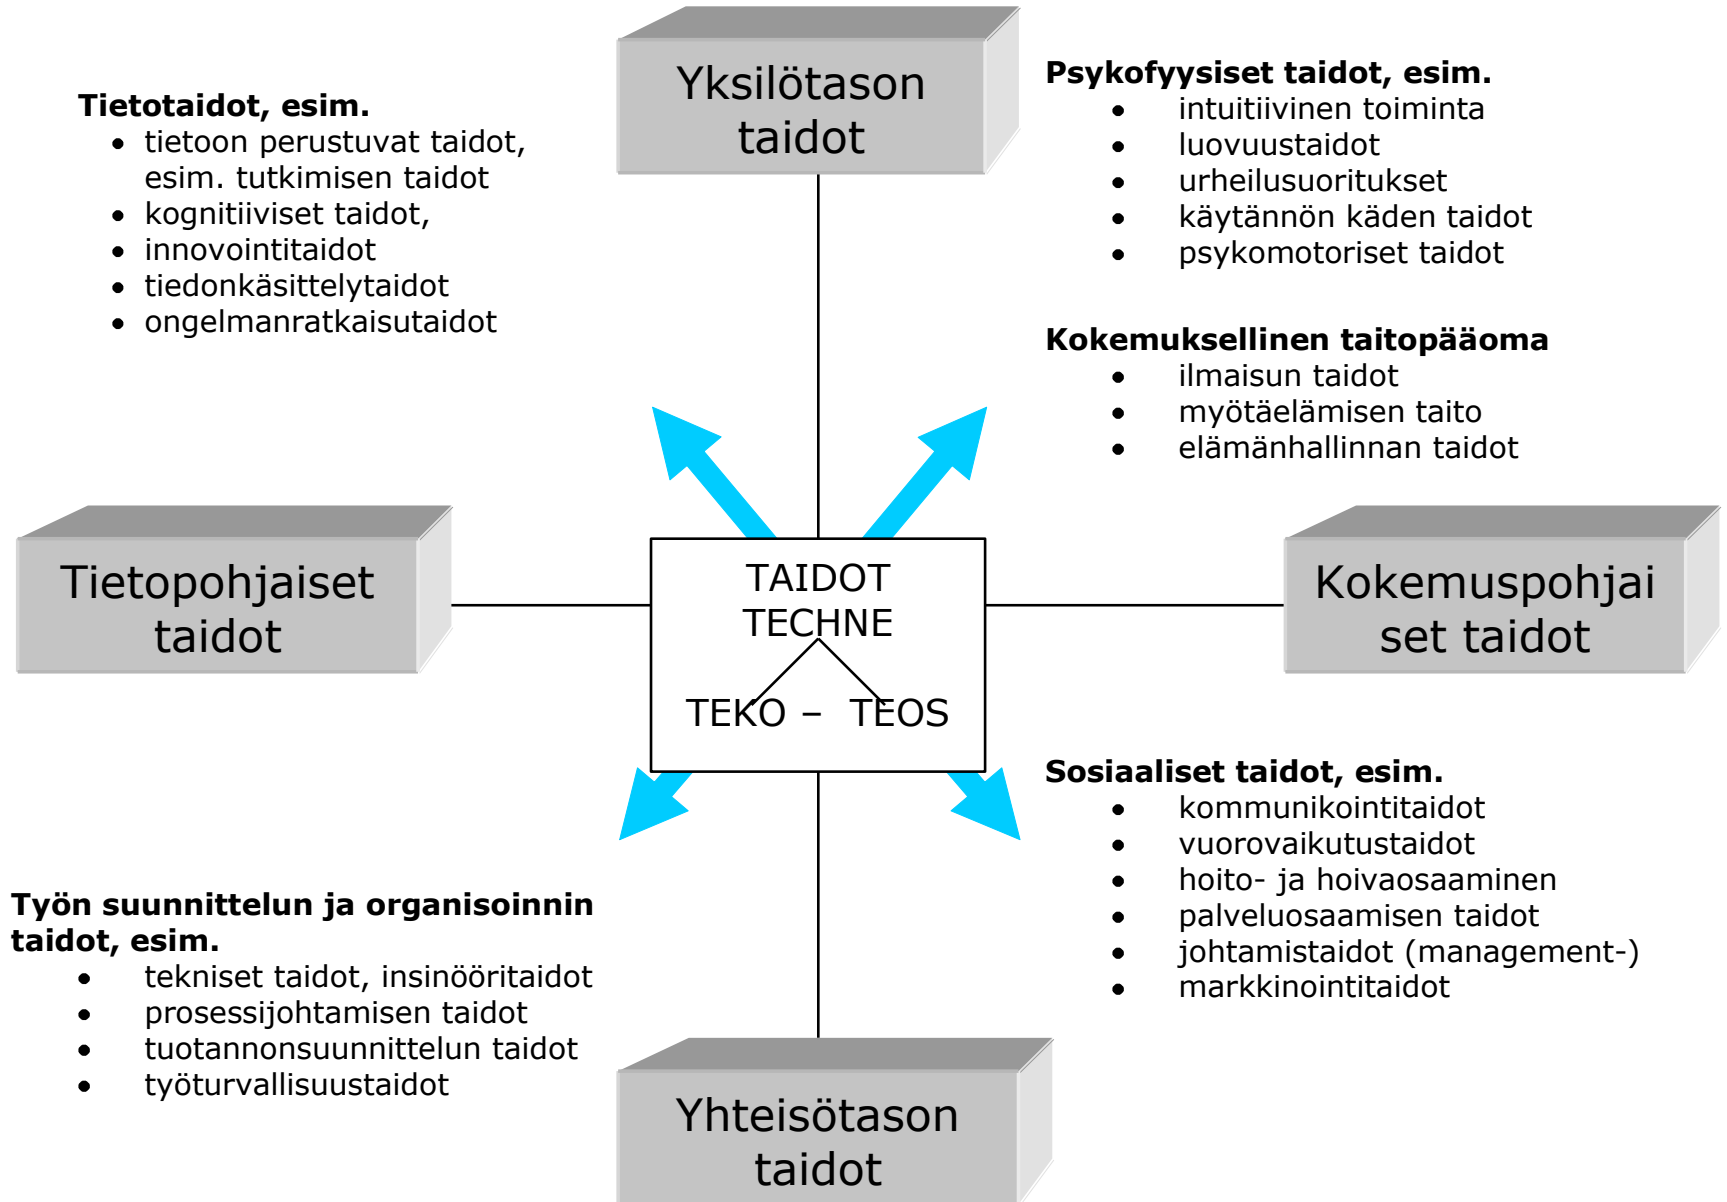 Yksilötason
taidot
Tietotaidot, esim.
• tietoon perustuvat taidot,
esim. tutkimisen taidot
• kognitiiviset taidot,
• innovointitaidot
• tiedonkäsittelytaidot
• ongelmanratkaisutaidot
Psykofyysiset taidot, esim.
• intuitiivinen toiminta
• luovuustaidot
• urheilusuoritukset
• käytännön käden taidot
• psykomotoriset taidot
Kokemuksellinen taitopääoma
• ilmaisun taidot
• myötäelämisen taito
• elämänhallinnan taidot
Tietopohjaiset
taidot
TAIDOT
TECHNE
TEKO – TEOS
Kokemuspohjai
set taidot
Työn suunnittelun ja organisoinnin
taidot, esim.
• tekniset taidot, insinööritaidot
• prosessijohtamisen taidot
• tuotannonsuunnittelun taidot
• työturvallisuustaidot
Sosiaaliset taidot, esim.
• kommunikointitaidot
• vuorovaikutustaidot
• hoito- ja hoivaosaaminen
• palveluosaamisen taidot
• johtamistaidot (management-)
• markkinointitaidot
Yhteisötason
taidot